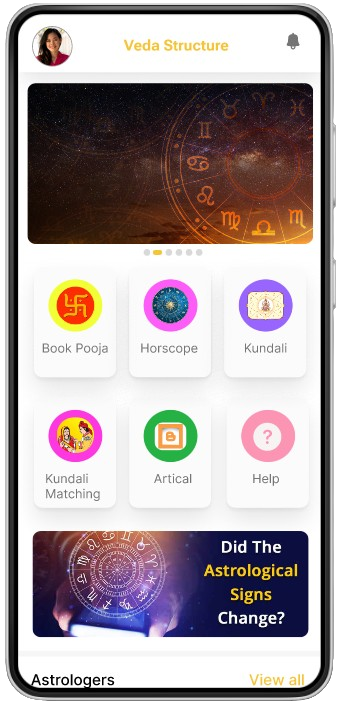 Veda Structure
Book Pooja
Horscope
Kundali
Kundali
Matching
Artical
Help
?
Did The
Astrological
Signs
Change?
Astrologers
View all